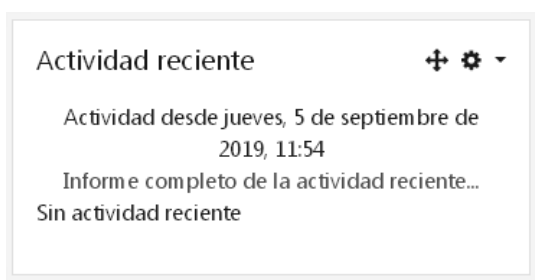 Actividad reciente
Actividad desde jueves, 5 de septiembre de
2019, 11:54
Informe completo de la actividad reciente...
Sin actividad reciente